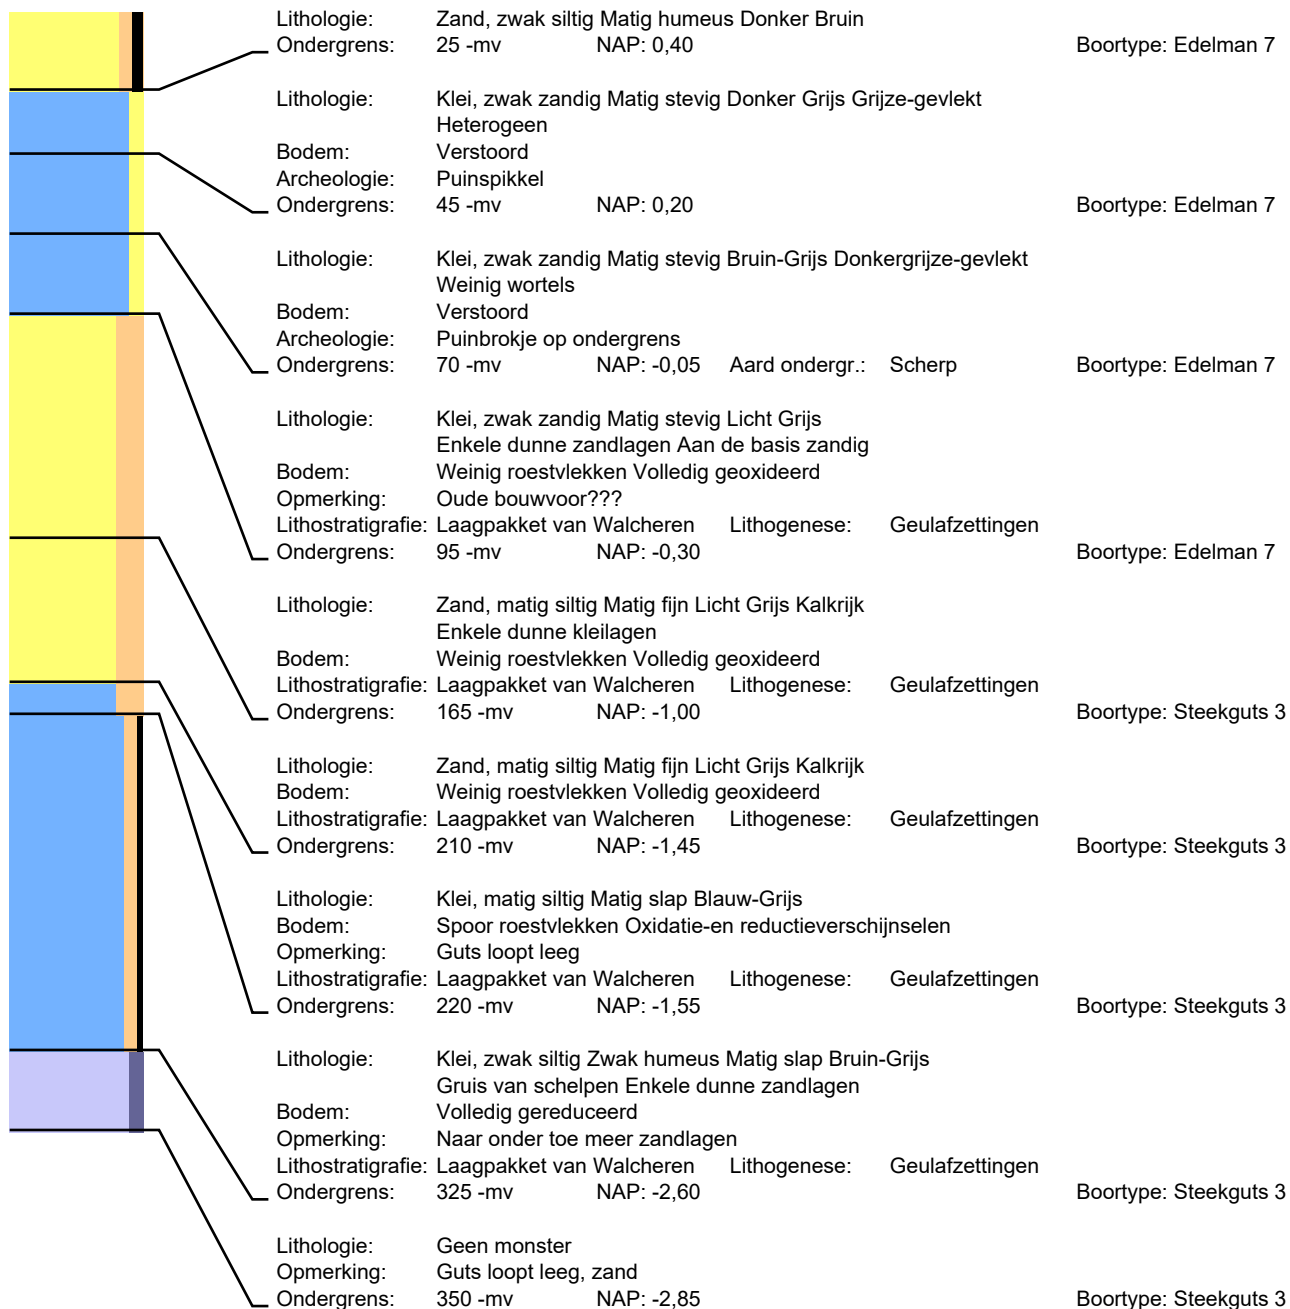 Lithologie: Zand, zwak siltig Matig humeus Donker Bruin
Ondergrens: 25 -mv NAP: 0,40 Boortype: Edelman 7
Lithologie: Klei, zwak zandig Matig stevig Donker Grijs Grijze-gevlekt
Heterogeen
Bodem: Verstoord
Archeologie: Puinspikkel
Ondergrens: 45 -mv NAP: 0,20 Boortype: Edelman 7
Lithologie: Klei, zwak zandig Matig stevig Bruin-Grijs Donkergrijze-gevlekt
Weinig wortels
Bodem: Verstoord
Archeologie: Puinbrokje op ondergrens
Ondergrens: 70 -mv NAP: -0,05 Aard ondergr.: Scherp Boortype: Edelman 7
Lithologie: Klei, zwak zandig Matig stevig Licht Grijs
Enkele dunne zandlagen Aan de basis zandig
Bodem: Weinig roestvlekken Volledig geoxideerd
Opmerking: Oude bouwvoor???
Lithostratigrafie: Laagpakket van Walcheren Lithogenese: Geulafzettingen
Ondergrens: 95 -mv NAP: -0,30 Boortype: Edelman 7
Lithologie: Zand, matig siltig Matig fijn Licht Grijs Kalkrijk
Enkele dunne kleilagen
Bodem: Weinig roestvlekken Volledig geoxideerd
Lithostratigrafie: Laagpakket van Walcheren Lithogenese: Geulafzettingen
Ondergrens: 165 -mv NAP: -1,00 Boortype: Steekguts 3
Lithologie: Zand, matig siltig Matig fijn Licht Grijs Kalkrijk
Bodem: Weinig roestvlekken Volledig geoxideerd
Lithostratigrafie: Laagpakket van Walcheren Lithogenese: Geulafzettingen
Ondergrens: 210 -mv NAP: -1,45 Boortype: Steekguts 3
Lithologie: Klei, matig siltig Matig slap Blauw-Grijs
Bodem: Spoor roestvlekken Oxidatie-en reductieverschijnselen
Opmerking: Guts loopt leeg
Lithostratigrafie: Laagpakket van Walcheren Lithogenese: Geulafzettingen
Ondergrens: 220 -mv NAP: -1,55 Boortype: Steekguts 3
Lithologie: Klei, zwak siltig Zwak humeus Matig slap Bruin-Grijs
Gruis van schelpen Enkele dunne zandlagen
Bodem: Volledig gereduceerd
Opmerking: Naar onder toe meer zandlagen
Lithostratigrafie: Laagpakket van Walcheren Lithogenese: Geulafzettingen
Ondergrens: 325 -mv NAP: -2,60 Boortype: Steekguts 3
Lithologie: Geen monster
Opmerking: Guts loopt leeg, zand
Ondergrens: 350 -mv NAP: -2,85 Boortype: Steekguts 3